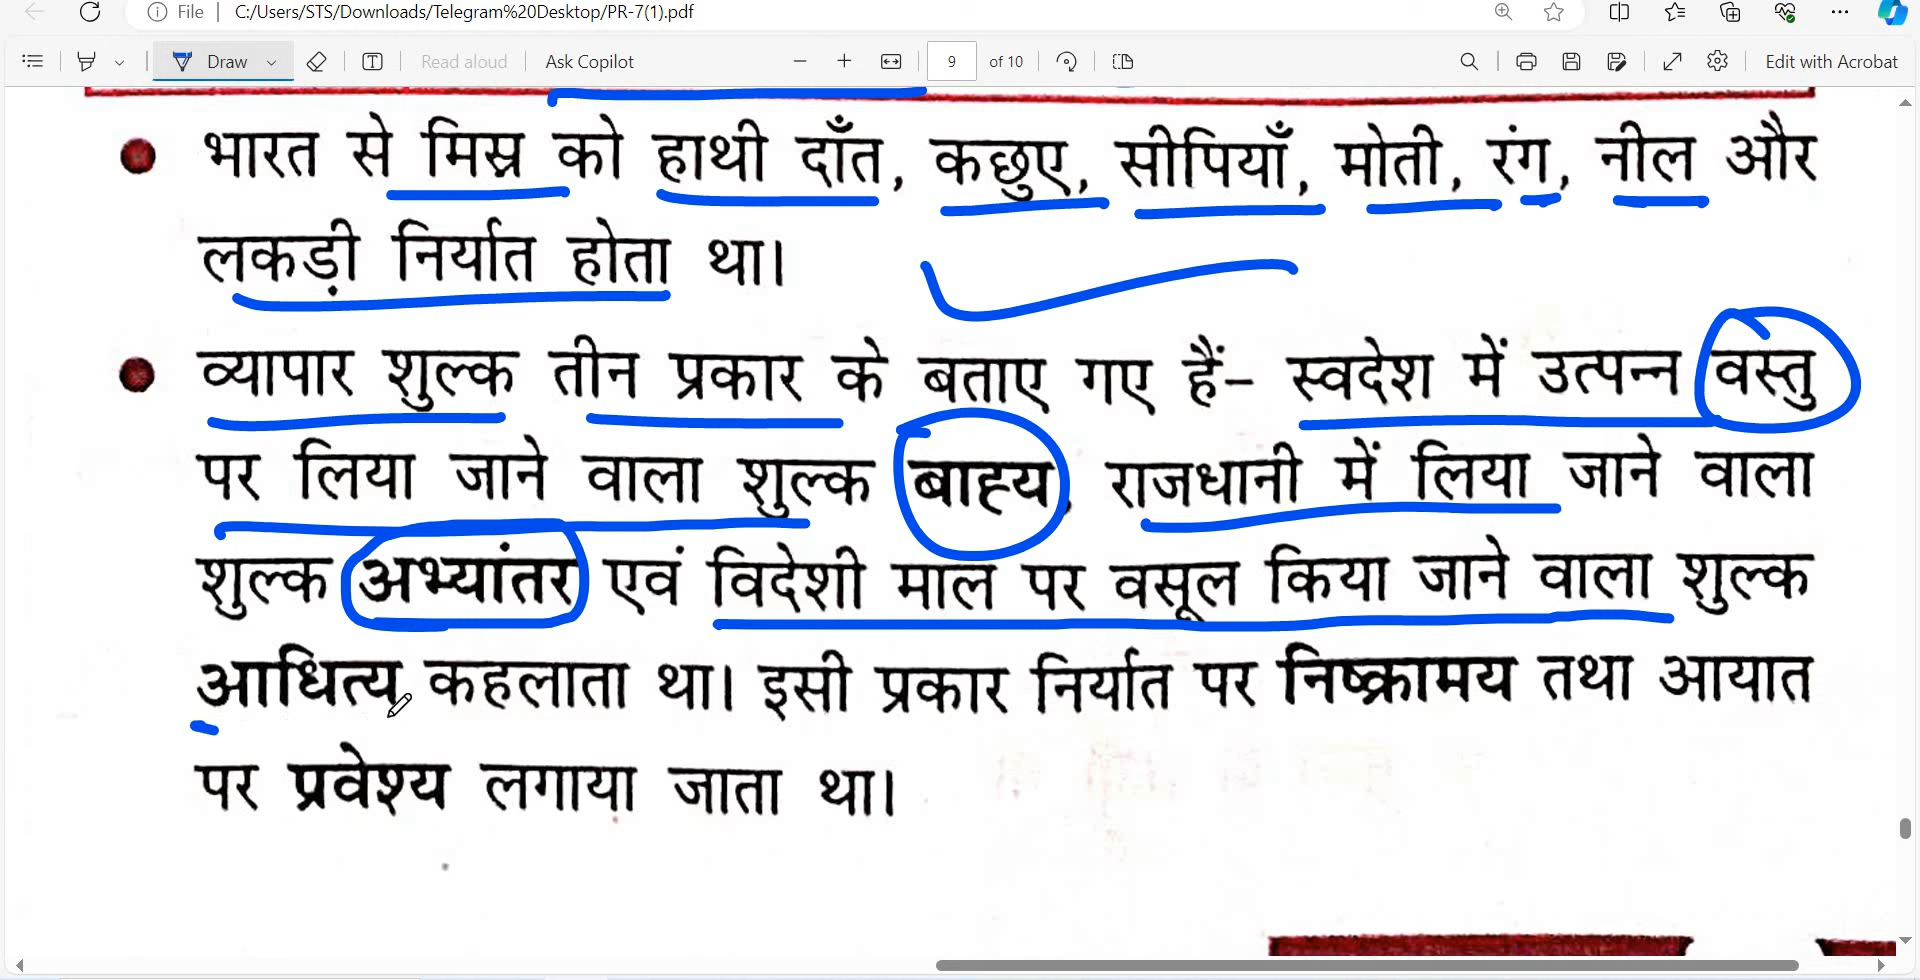 File | C:/Users/STS/Downloads/Telegram%20Desktop/PR-7(1).pdf
Draw Read aloud Ask Copilot 9 of 10 Edit with Acrobat
भारत से मिस्र को हाथी दाँत, कछुए, सीपियाँ, मोती, रंग, नील और
लकड़ी निर्यात होता था।
व्यापार शुल्क तीन प्रकार के बताए गए हैं– स्वदेश में उत्पन्न वस्तु
पर लिया जाने वाला शुल्क बाह्य, राजधानी में लिया जाने वाला
शुल्क अभ्यांतर एवं विदेशी माल पर वसूल किया जाने वाला शुल्क
आधित्य कहलाता था। इसी प्रकार निर्यात पर निष्क्रामय तथा आयात
पर प्रवेश्य लगाया जाता था।